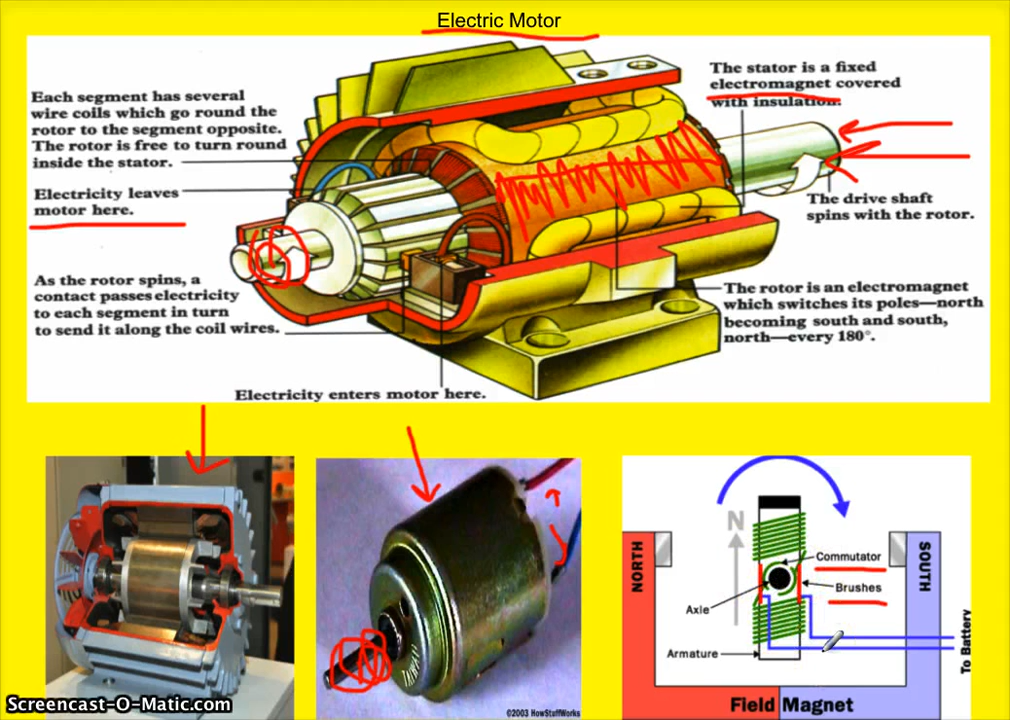 Electric Motor
Each segment has several
wire coils which go round the
rotor to the segment opposite.
The rotor is free to turn round
inside the stator.
Electricity leaves
motor here.
As the rotor spins, a
contact passes electricity
to each segment in turn
to send it along the coil wires.
Electricity enters motor here.
The stator is a fixed
electromagnet covered
with insulation.
The drive shaft
spins with the rotor.
The rotor is an electromagnet
which switches its poles—north
becoming south and south,
north—every 180°.
©2003 HowStuffWorks
N
NORTH
SOUTH
Commutator
Brushes
Axle
Armature
To Battery
Field Magnet
Screencast-O-Matic.com